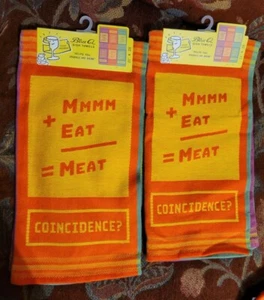 Mmmm
+ Eat
= Meat
COINCIDENCE?
Mmmm
+ Eat
= Meat
COINCIDENCE?